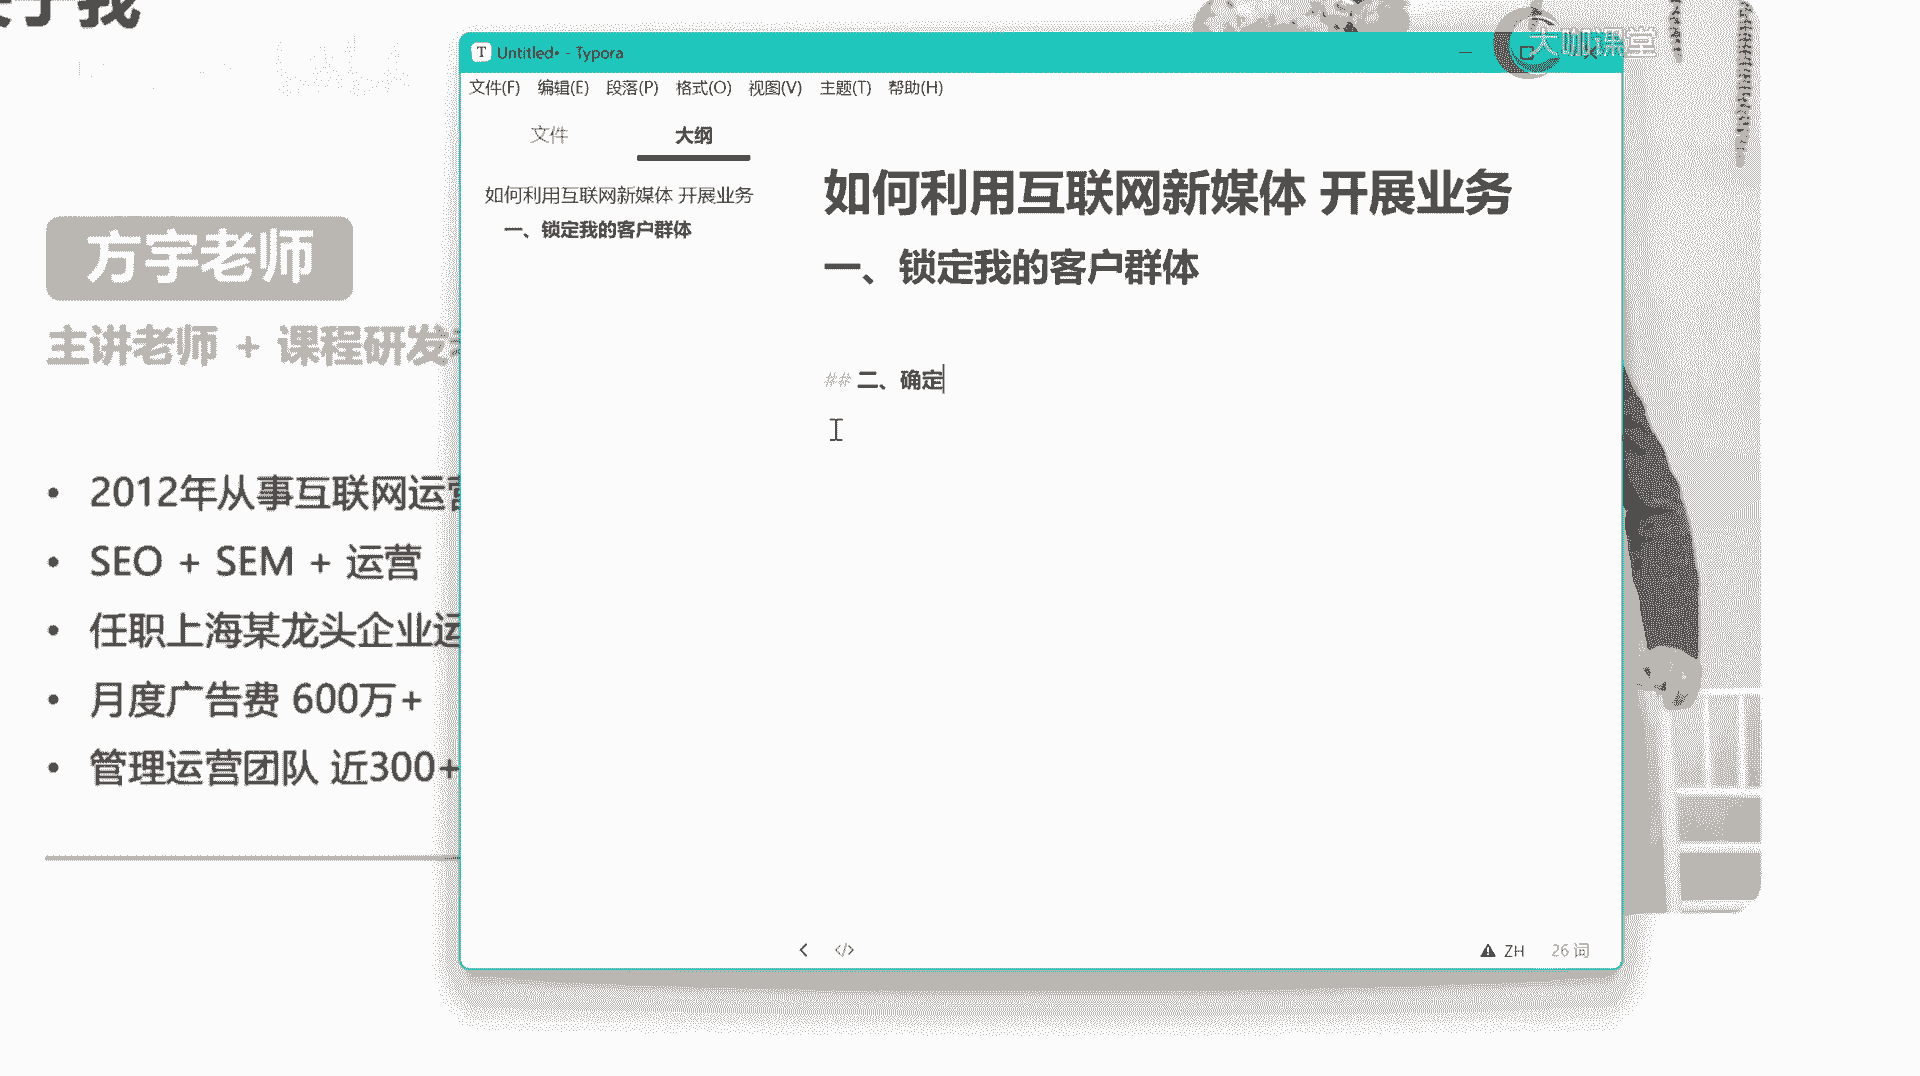 于我
大咖课堂
Untitled• - Typora
文件(F) 编辑(E) 段落(P) 格式(O) 视图(V) 主题(T) 帮助(H)
文件 大纲
如何利用互联网新媒体 开展业务
一、锁定我的客户群体
如何利用互联网新媒体 开展业务
一、锁定我的客户群体
## 二、确定
方宇老师
主讲老师 + 课程研发
• 2012年从事互联网运营
• SEO + SEM + 运营
• 任职上海某龙头企业运
• 月度广告费 600万+
• 管理运营团队 近300+
</> ZH 26 词